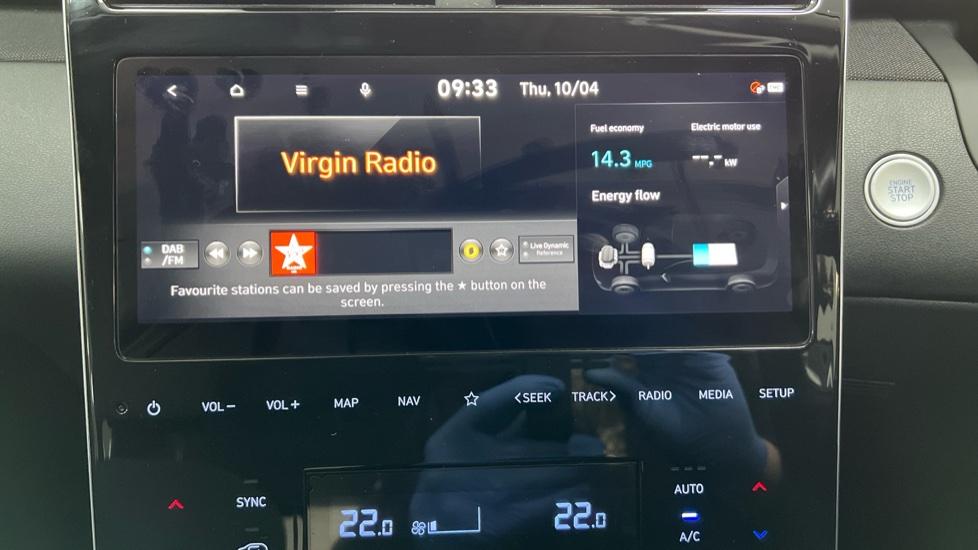 09:33 Thu, 10/04
Fuel economy Electric motor use
14.3 MPG --.- kW
Virgin Radio
Energy flow
ENGINE
START
STOP
DAB
/FM
Live Dynamic
Reference
Favourite stations can be saved by pressing the ★ button on the
screen.
VOL− VOL+ MAP NAV ☆ <SEEK TRACK> RADIO MEDIA SETUP
SYNC AUTO
22.0 22.0
A/C